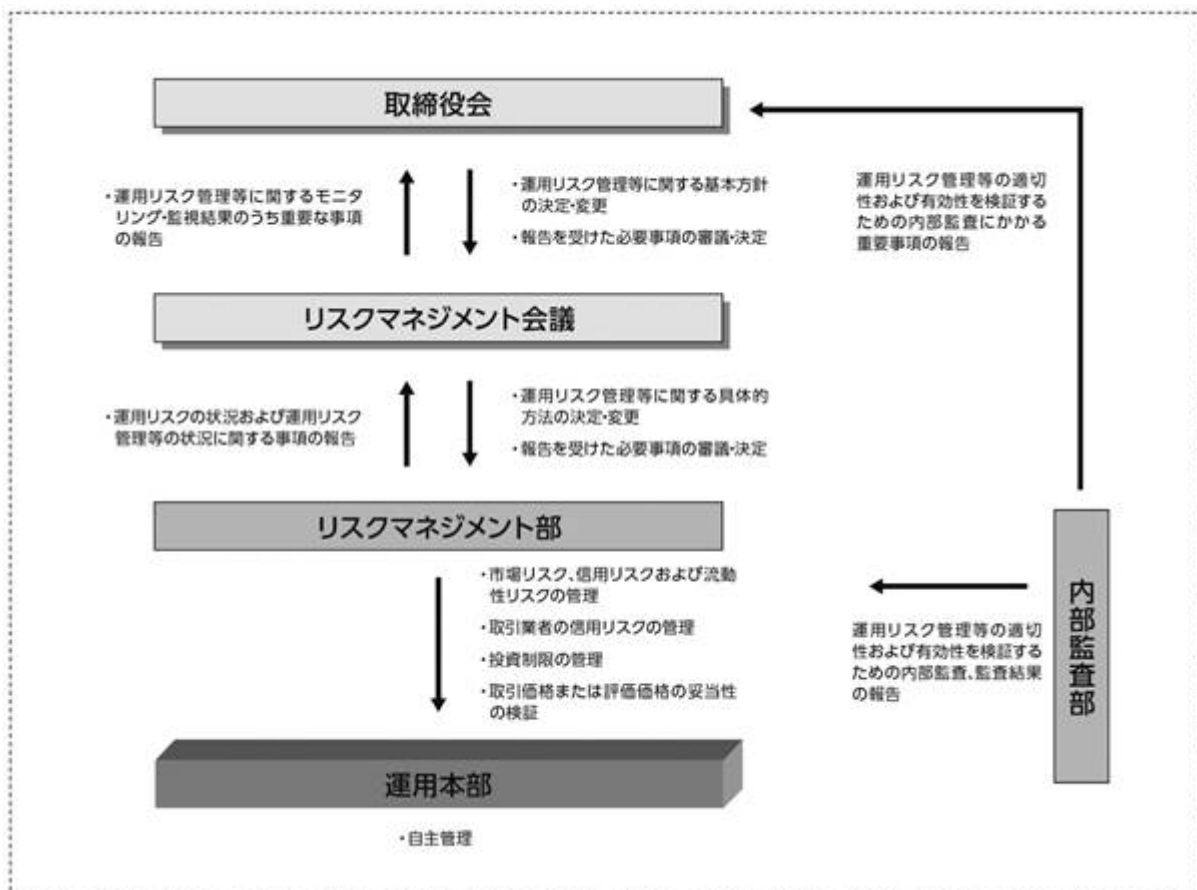 取締役会
・運用リスク管理等に関するモニタ
リング・監視結果のうち重要な事項
の報告
・運用リスク管理等に関する基本方針
の決定・変更
・報告を受けた必要事項の審議・決定
運用リスク管理等の適切
性および有効性を検証す
るための内部監査にかかる
重要事項の報告
リスクマネジメント会議
・運用リスクの状況および運用リスク
管理等の状況に関する事項の報告
・運用リスク管理等に関する具体的
方法の決定・変更
・報告を受けた必要事項の審議・決定
リスクマネジメント部
・市場リスク、信用リスクおよび流動
性リスクの管理
・取引業者の信用リスクの管理
・投資制限の管理
・取引価格または評価価格の妥当性
の検証
運用リスク管理等の適切
性および有効性を検証する
ための内部監査、監査結果
の報告
内部監査部
運用本部
・自主管理